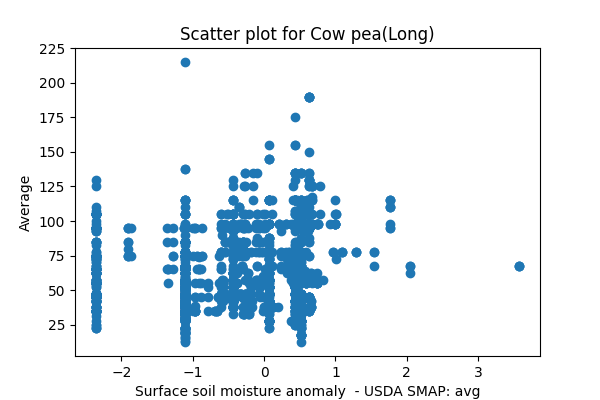 Scatter plot for Cow pea(Long)
225
200
175
150
125
100
75
50
25
Average
−2 −1 0 1 2 3
Surface soil moisture anomaly  - USDA SMAP: avg